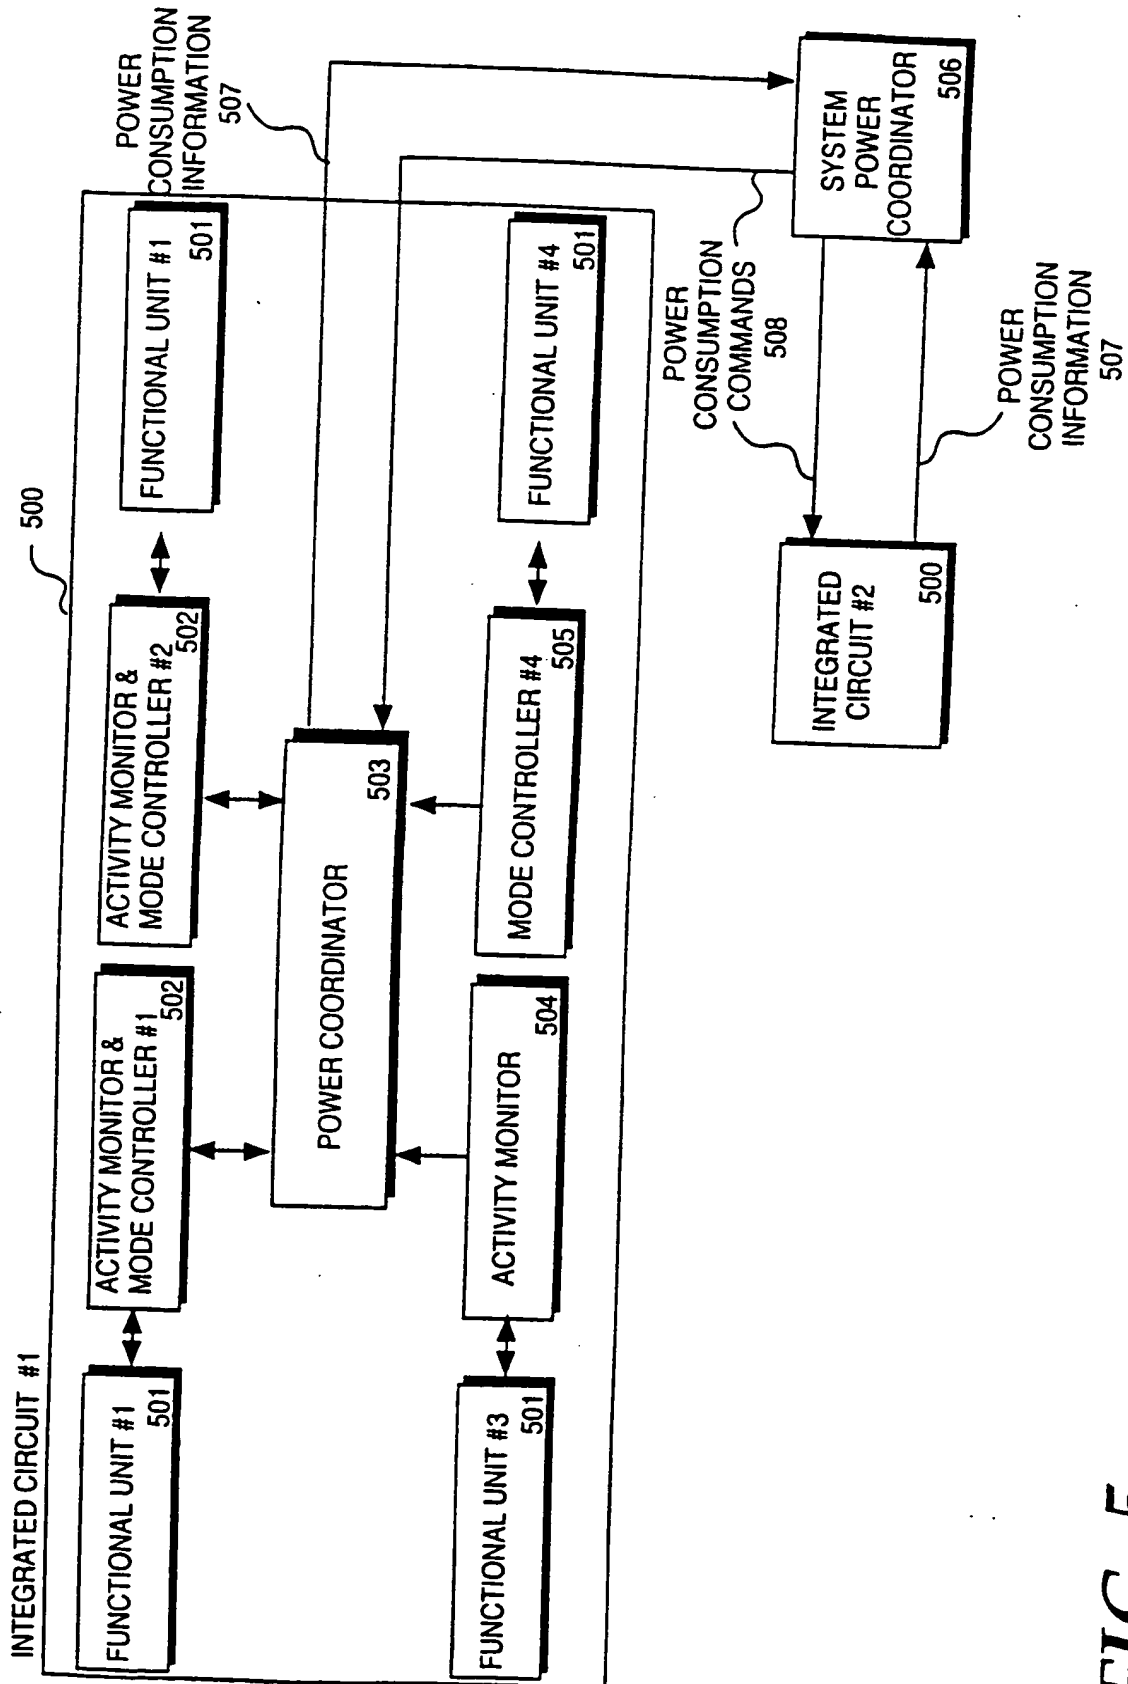 INTEGRATED CIRCUIT #1
500
FUNCTIONAL UNIT #1
501
ACTIVITY MONITOR &
MODE CONTROLLER #1
502
ACTIVITY MONITOR &
MODE CONTROLLER #2
502
FUNCTIONAL UNIT #1
501
POWER
CONSUMPTION
INFORMATION
507
POWER COORDINATOR
503
FUNCTIONAL UNIT #3
501
ACTIVITY MONITOR
504
MODE CONTROLLER #4
505
FUNCTIONAL UNIT #4
501
POWER
CONSUMPTION
COMMANDS
508
INTEGRATED
CIRCUIT #2
500
SYSTEM
POWER
COORDINATOR
506
POWER
CONSUMPTION
INFORMATION
507